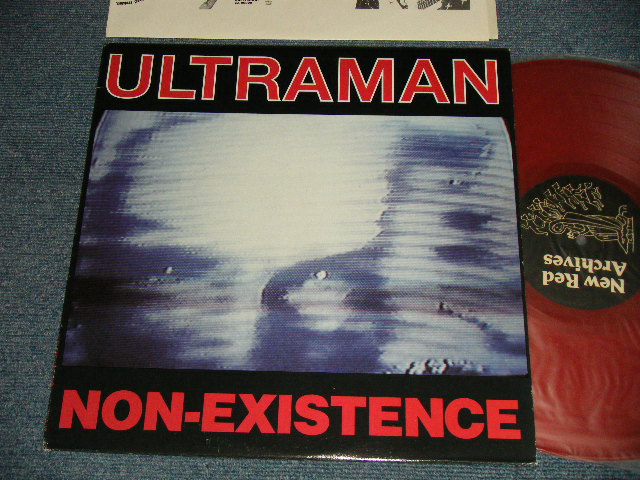 ULTRAMAN
NON-EXISTENCE
New Red
Archives